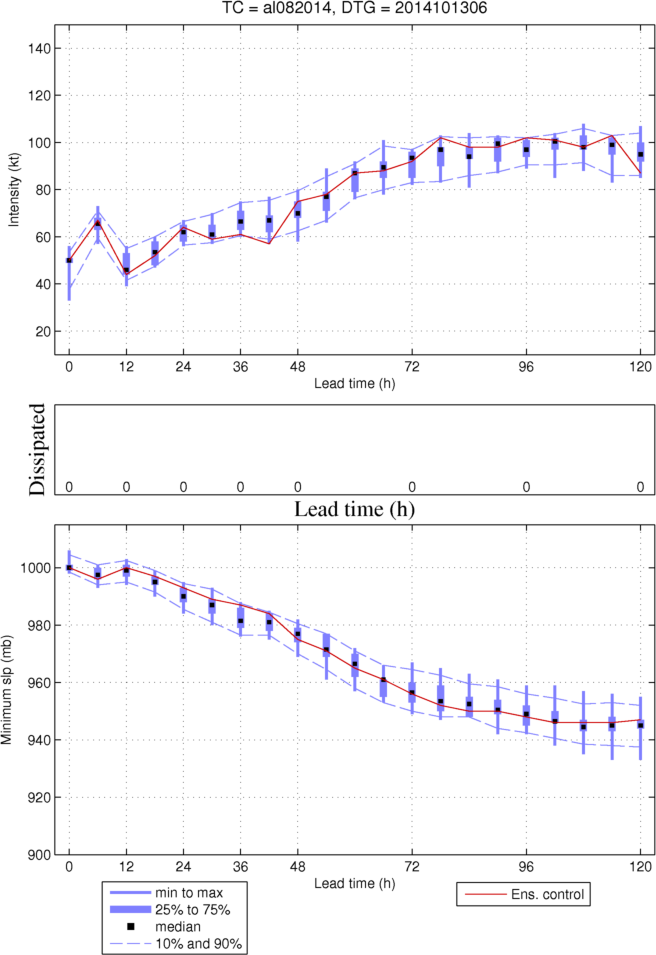 TC = al082014, DTG = 2014101306
140
120
100
80
60
40
20
Intensity (kt)
0 12 24 36 48 72 96 120
Lead time (h)
Dissipated
0 0 0 0 0 0 0 0
Lead time (h)
1000
980
960
940
920
900
Minimum slp (mb)
0 12 24 36 48 72 96 120
Lead time (h)
min to max
25% to 75%
median
10% and 90%
Ens. control